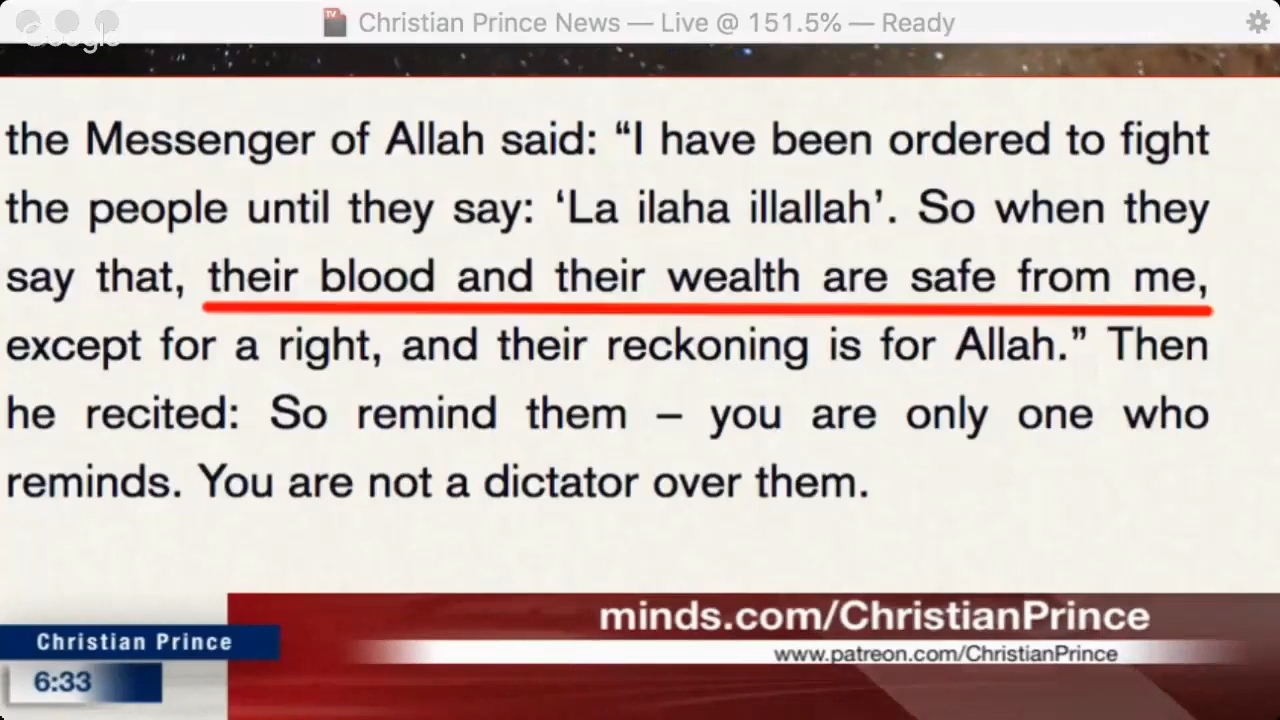 Christian Prince News — Live @ 151.5% — Ready
Google
the Messenger of Allah said: “I have been ordered to fight
the people until they say: ‘La ilaha illallah’. So when they
say that, their blood and their wealth are safe from me,
except for a right, and their reckoning is for Allah.” Then
he recited: So remind them – you are only one who
reminds. You are not a dictator over them.
minds.com/ChristianPrince
www.patreon.com/ChristianPrince
Christian Prince
6:33